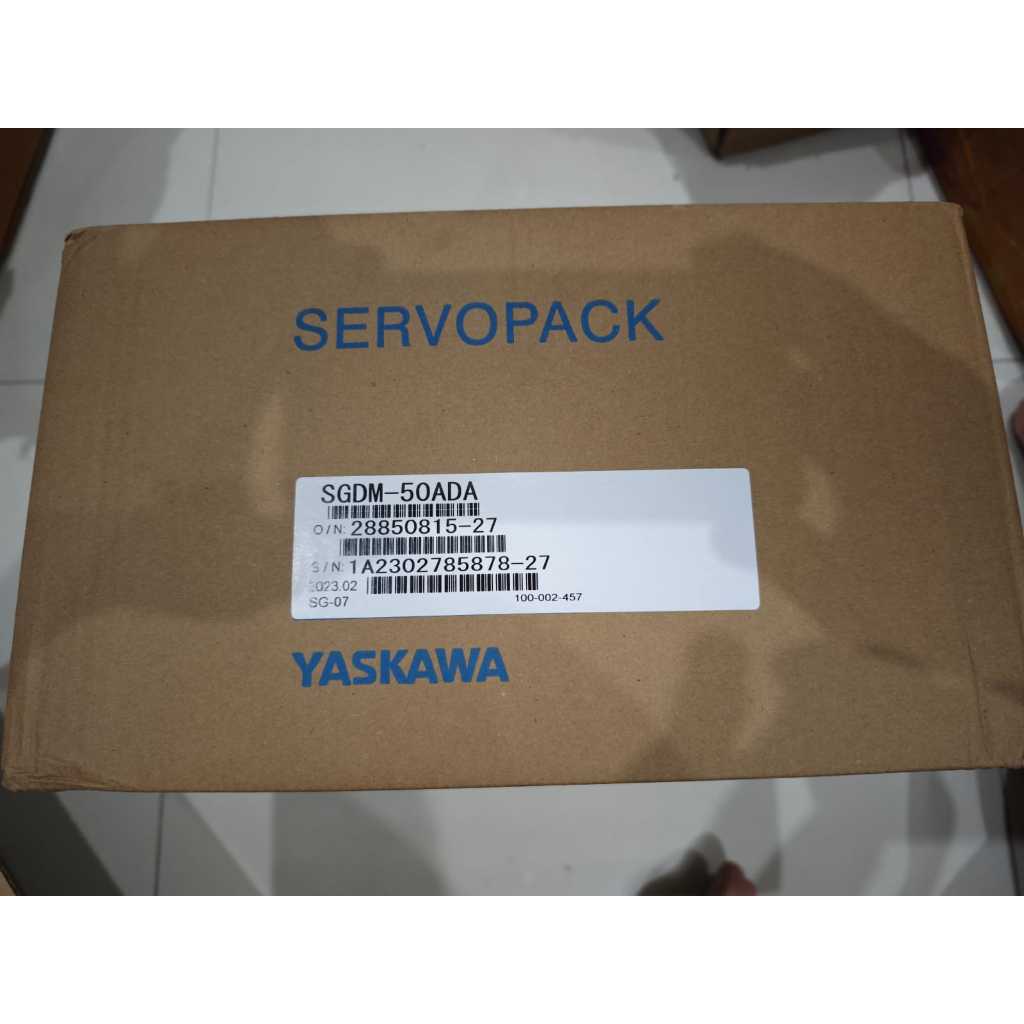 SERVOPACK
SGDM-50ADA
O/N: 28850815-27
S/N: 1A2302785878-27
2023.02
SG-07 100-002-457
YASKAWA